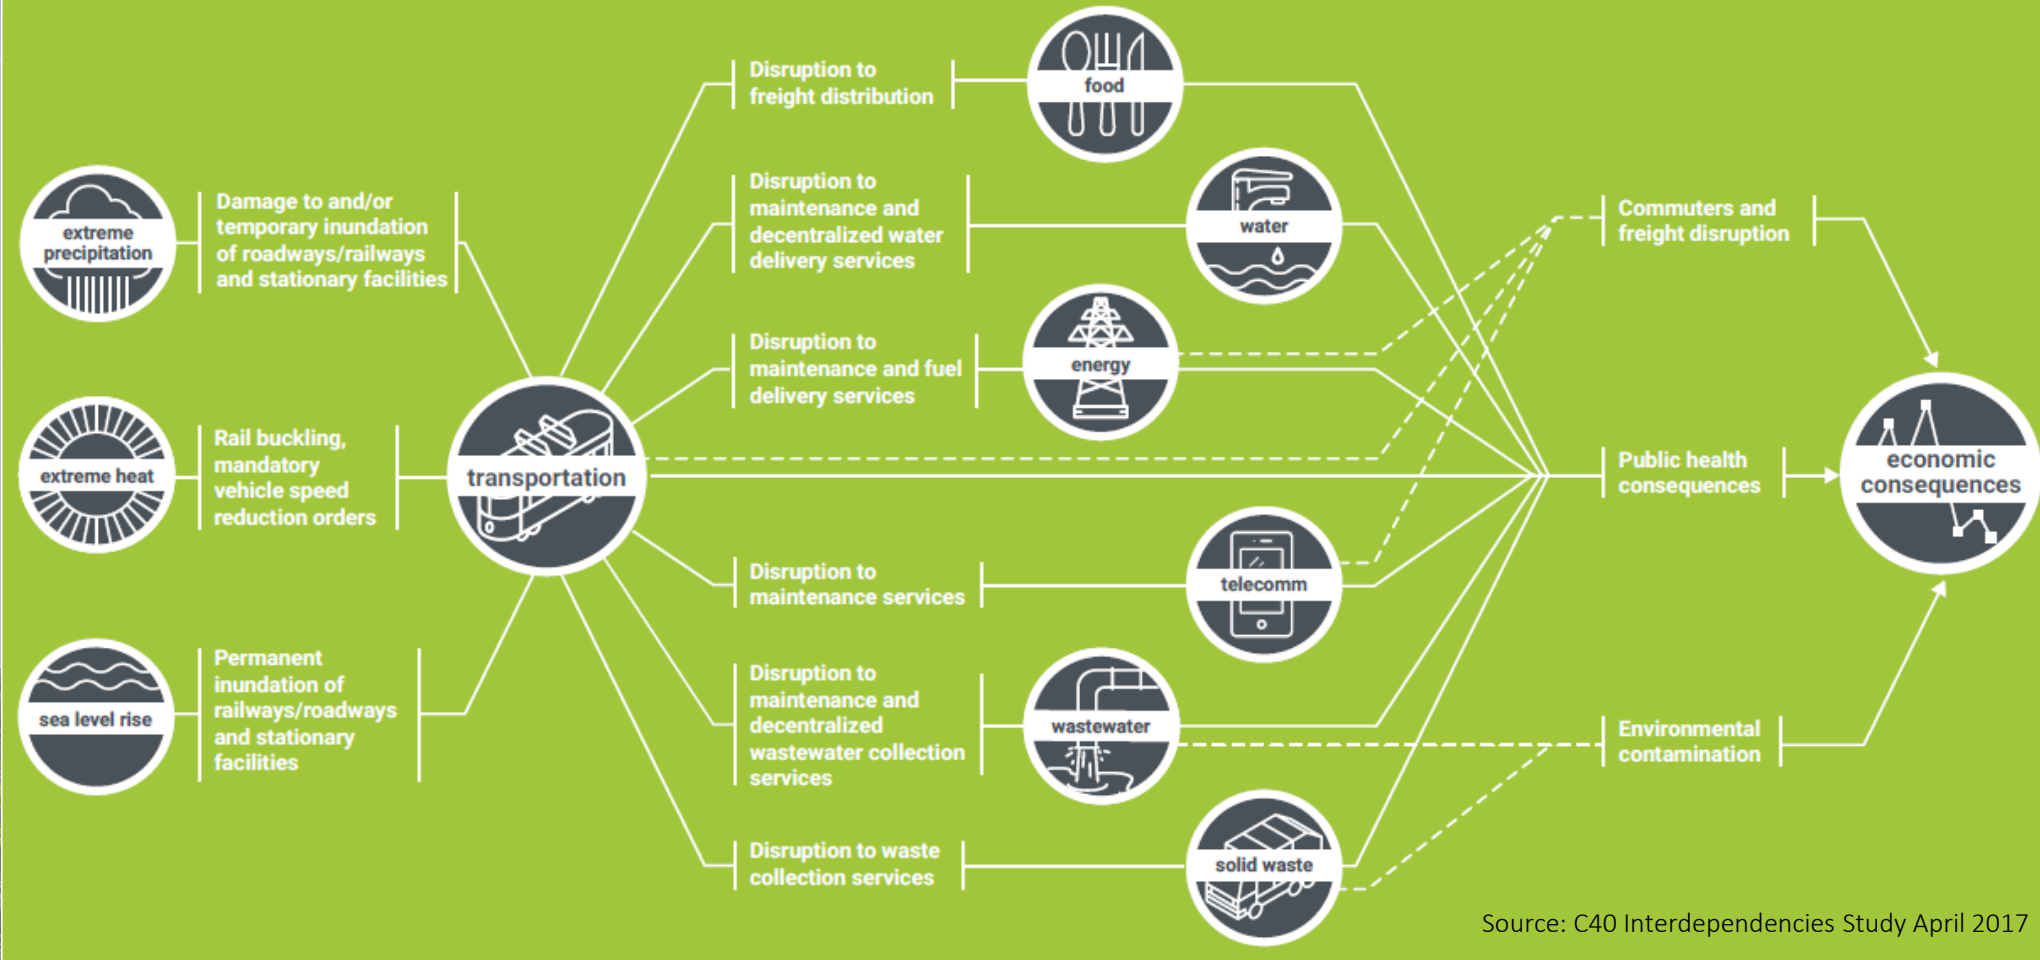 extreme
precipitation
Damage to and/or
temporary inundation
of roadways/railways
and stationary facilities
extreme heat
Rail buckling,
mandatory
vehicle speed
reduction orders
sea level rise
Permanent
inundation of
railways/roadways
and stationary
facilities
transportation
Disruption to
freight distribution
food
Disruption to
maintenance and
decentralized water
delivery services
water
Disruption to
maintenance and fuel
delivery services
energy
Disruption to
maintenance services
telecomm
Disruption to
maintenance and
decentralized
wastewater collection
services
wastewater
Disruption to waste
collection services
solid waste
Commuters and
freight disruption
Public health
consequences
Environmental
contamination
economic
consequences
Source: C40 Interdependencies Study April 2017